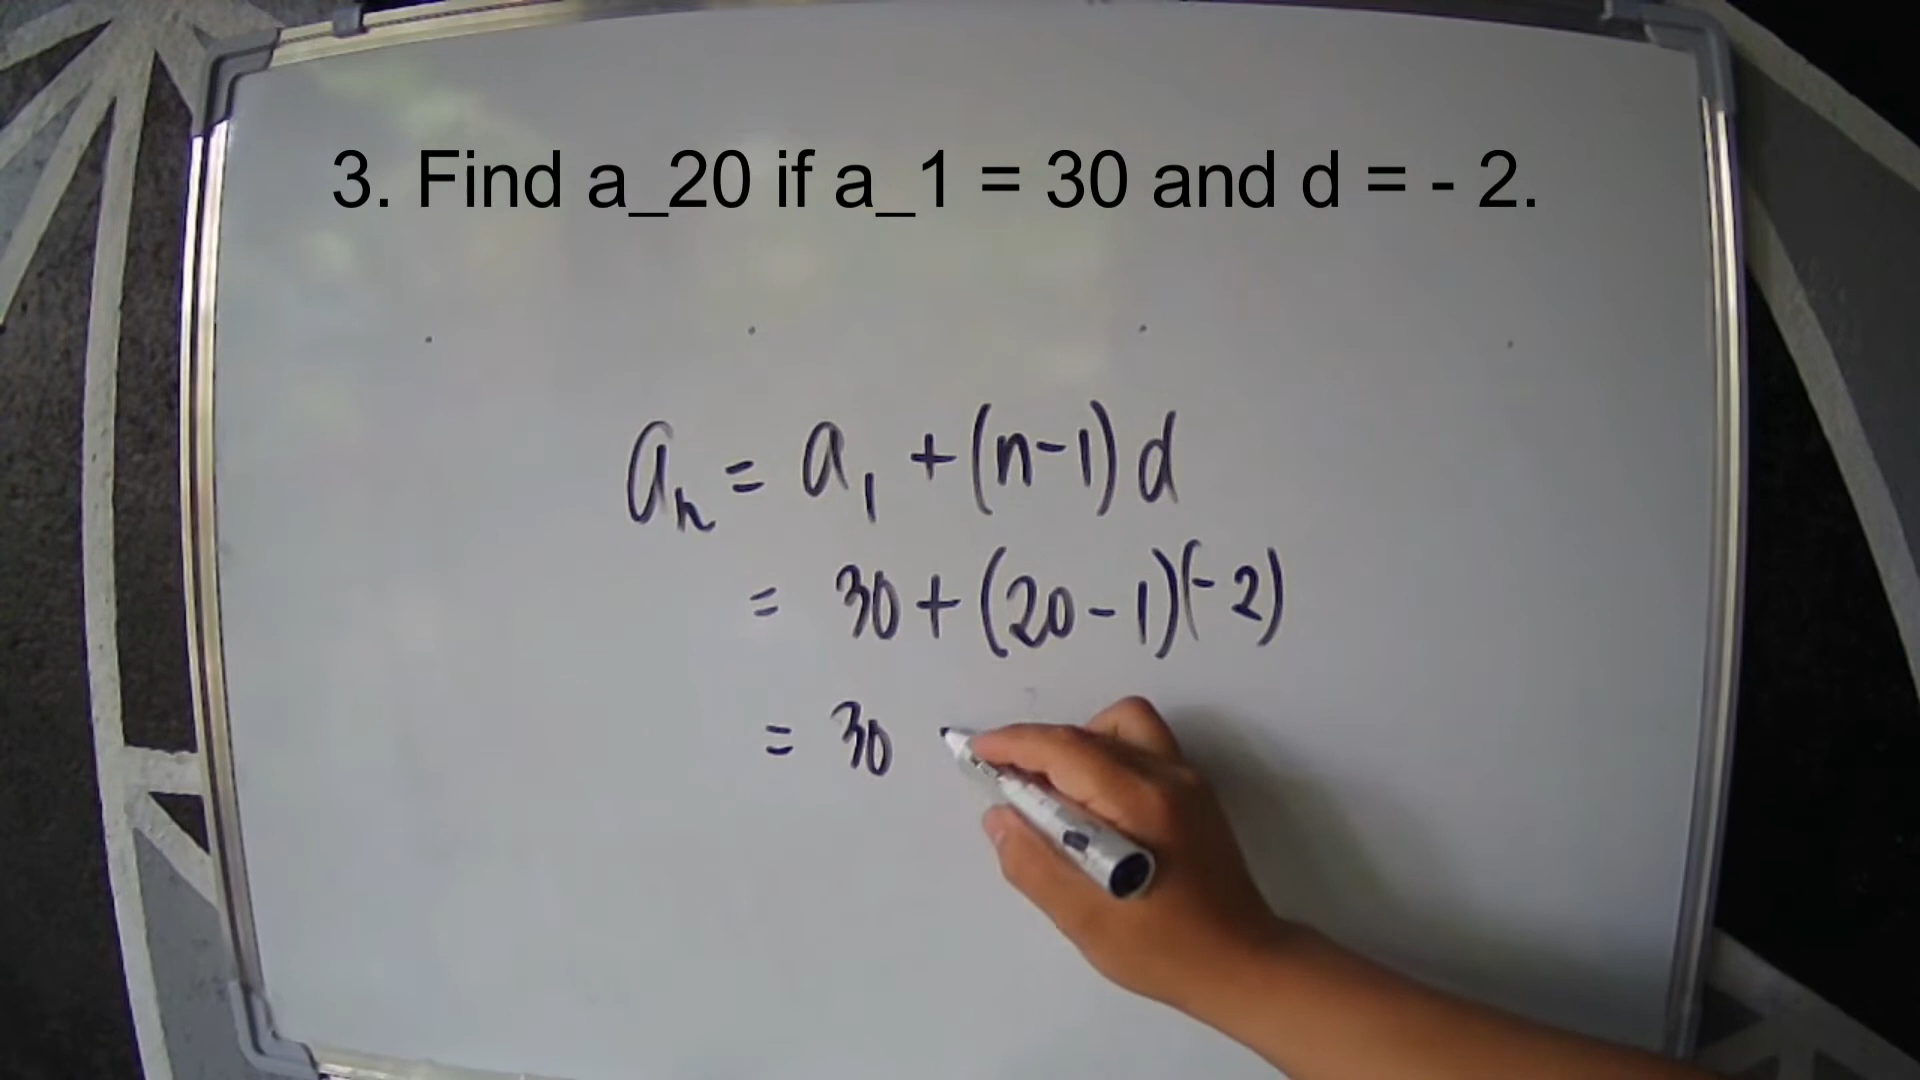 3. Find a_20 if a_1 = 30 and d = - 2.
aₙ = a₁ + (n-1) d
= 30 + (20-1)(-2)
= 30